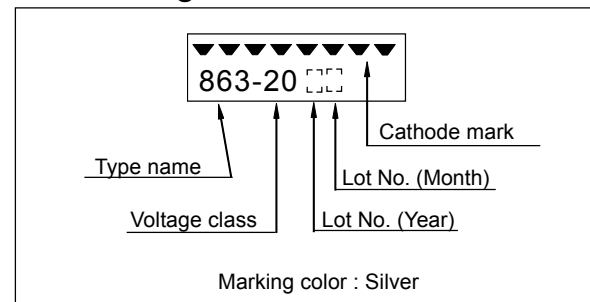 863-20
Cathode mark
Type name
Lot No. (Month)
Voltage class
Lot No. (Year)
Marking color : Silver